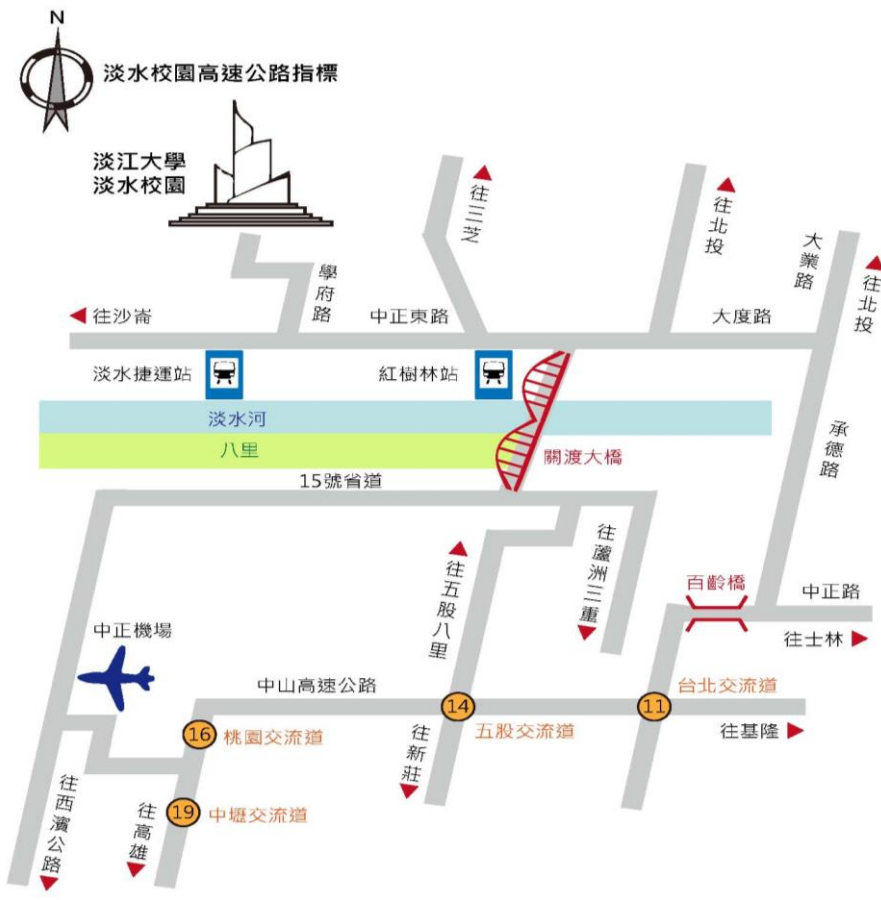 N
淡水校園高速公路指標
淡江大學
淡水校園
往三芝
往北投
大業路
往北投
學府路
往沙崙
中正東路
大度路
淡水捷運站
紅樹林站
淡水河
八里
關渡大橋
承德路
15號省道
往五股八里
往蘆洲三重
百齡橋
中正路
往士林
中正機場
中山高速公路
台北交流道
14
11
16
桃園交流道
五股交流道
往基隆
往新莊
往西濱公路
往高雄
19
中壢交流道